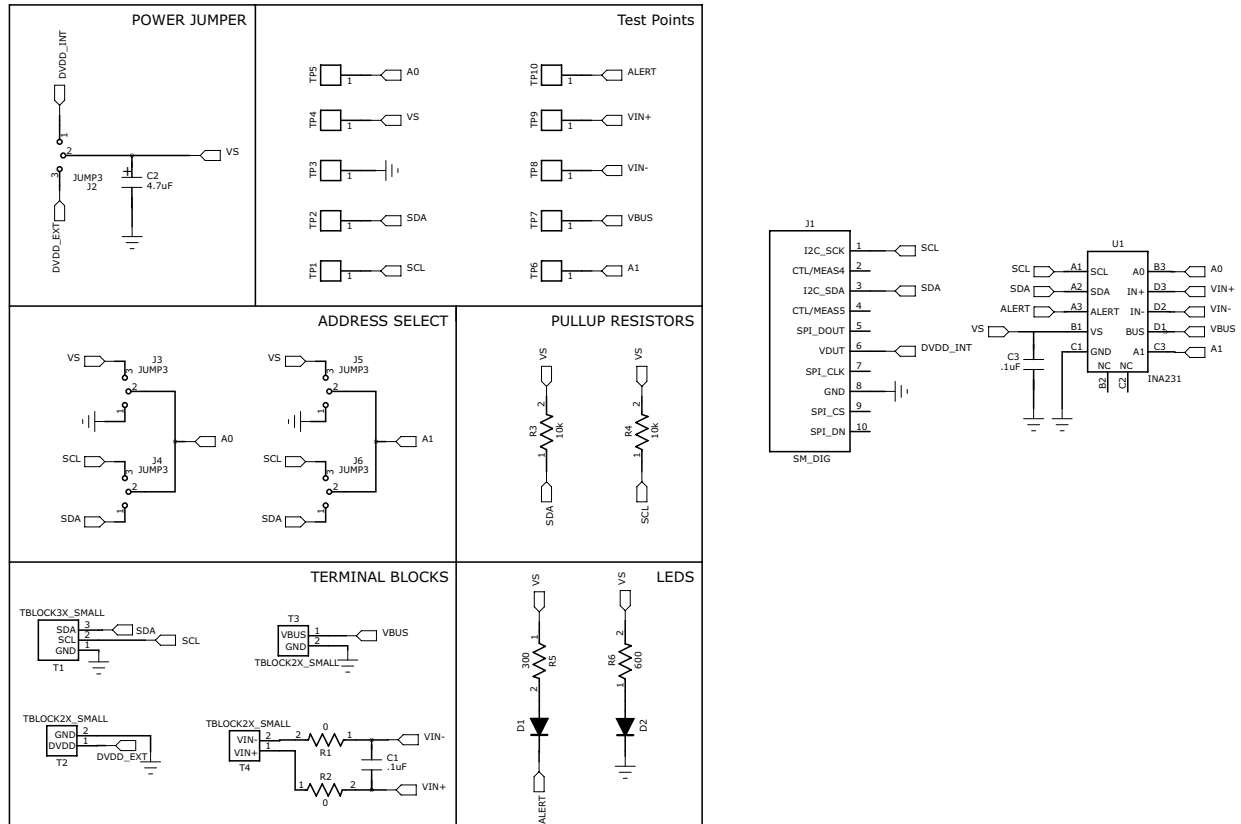 POWER JUMPER
DVDD_INT
1
2
3
JUMP3
J2
C2
4.7uF
+
VS
DVDD_EXT
Test Points
TP5 1 A0
TP4 1 VS
TP3 1
TP2 1 SDA
TP1 1 SCL
TP10 1 ALERT
TP9 1 VIN+
TP8 1 VIN-
TP7 1 VBUS
TP6 1 A1
ADDRESS SELECT
VS
J3
JUMP3
3
2
1
A0
SCL
J4
JUMP3
3
2
1
SDA
VS
J5
JUMP3
3
2
1
A1
SCL
J6
JUMP3
3
2
1
SDA
PULLUP RESISTORS
VS
2
R3
10k
1
SDA
VS
2
R4
10k
1
SCL
TERMINAL BLOCKS
TBLOCK3X_SMALL
SDA 3 SDA
SCL 2 SCL
GND 1
T1
T3
VBUS 1 VBUS
GND 2
TBLOCK2X_SMALL
TBLOCK2X_SMALL
GND 2
DVDD 1
T2
DVDD_EXT
TBLOCK2X_SMALL
VIN- 2
VIN+ 1
T4
2 0 1 VIN-
R1
C1
.1uF
R2
1 2 VIN+
0
LEDS
VS
1
300
R5
2
D1
ALERT
VS
2
R6
600
1
D2
J1
I2C_SCK 1 SCL
CTL/MEAS4 2
I2C_SDA 3 SDA
CTL/MEAS5 4
SPI_DOUT 5
VDUT 6 DVDD_INT
SPI_CLK 7
GND 8
SPI_CS 9
SPI_DN 10
SM_DIG
U1
SCL A1 SCL A0 B3 A0
SDA A2 SDA IN+ D3 VIN+
ALERT A3 ALERT IN- D2 VIN-
VS B1 VS BUS D1 VBUS
C1 GND A1 C3 A1
NC NC
B2 C2
INA231
C3
.1uF